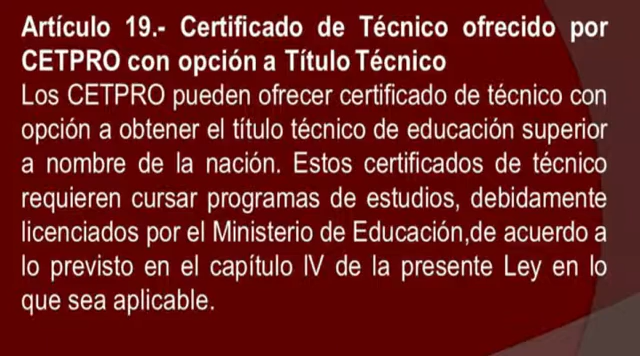 Artículo 19.- Certificado de Técnico ofrecido por
CETPRO con opción a Título Técnico
Los CETPRO pueden ofrecer certificado de técnico con
opción a obtener el título técnico de educación superior
a nombre de la nación. Estos certificados de técnico
requieren cursar programas de estudios, debidamente
licenciados por el Ministerio de Educación,de acuerdo a
lo previsto en el capítulo IV de la presente Ley en lo
que sea aplicable.